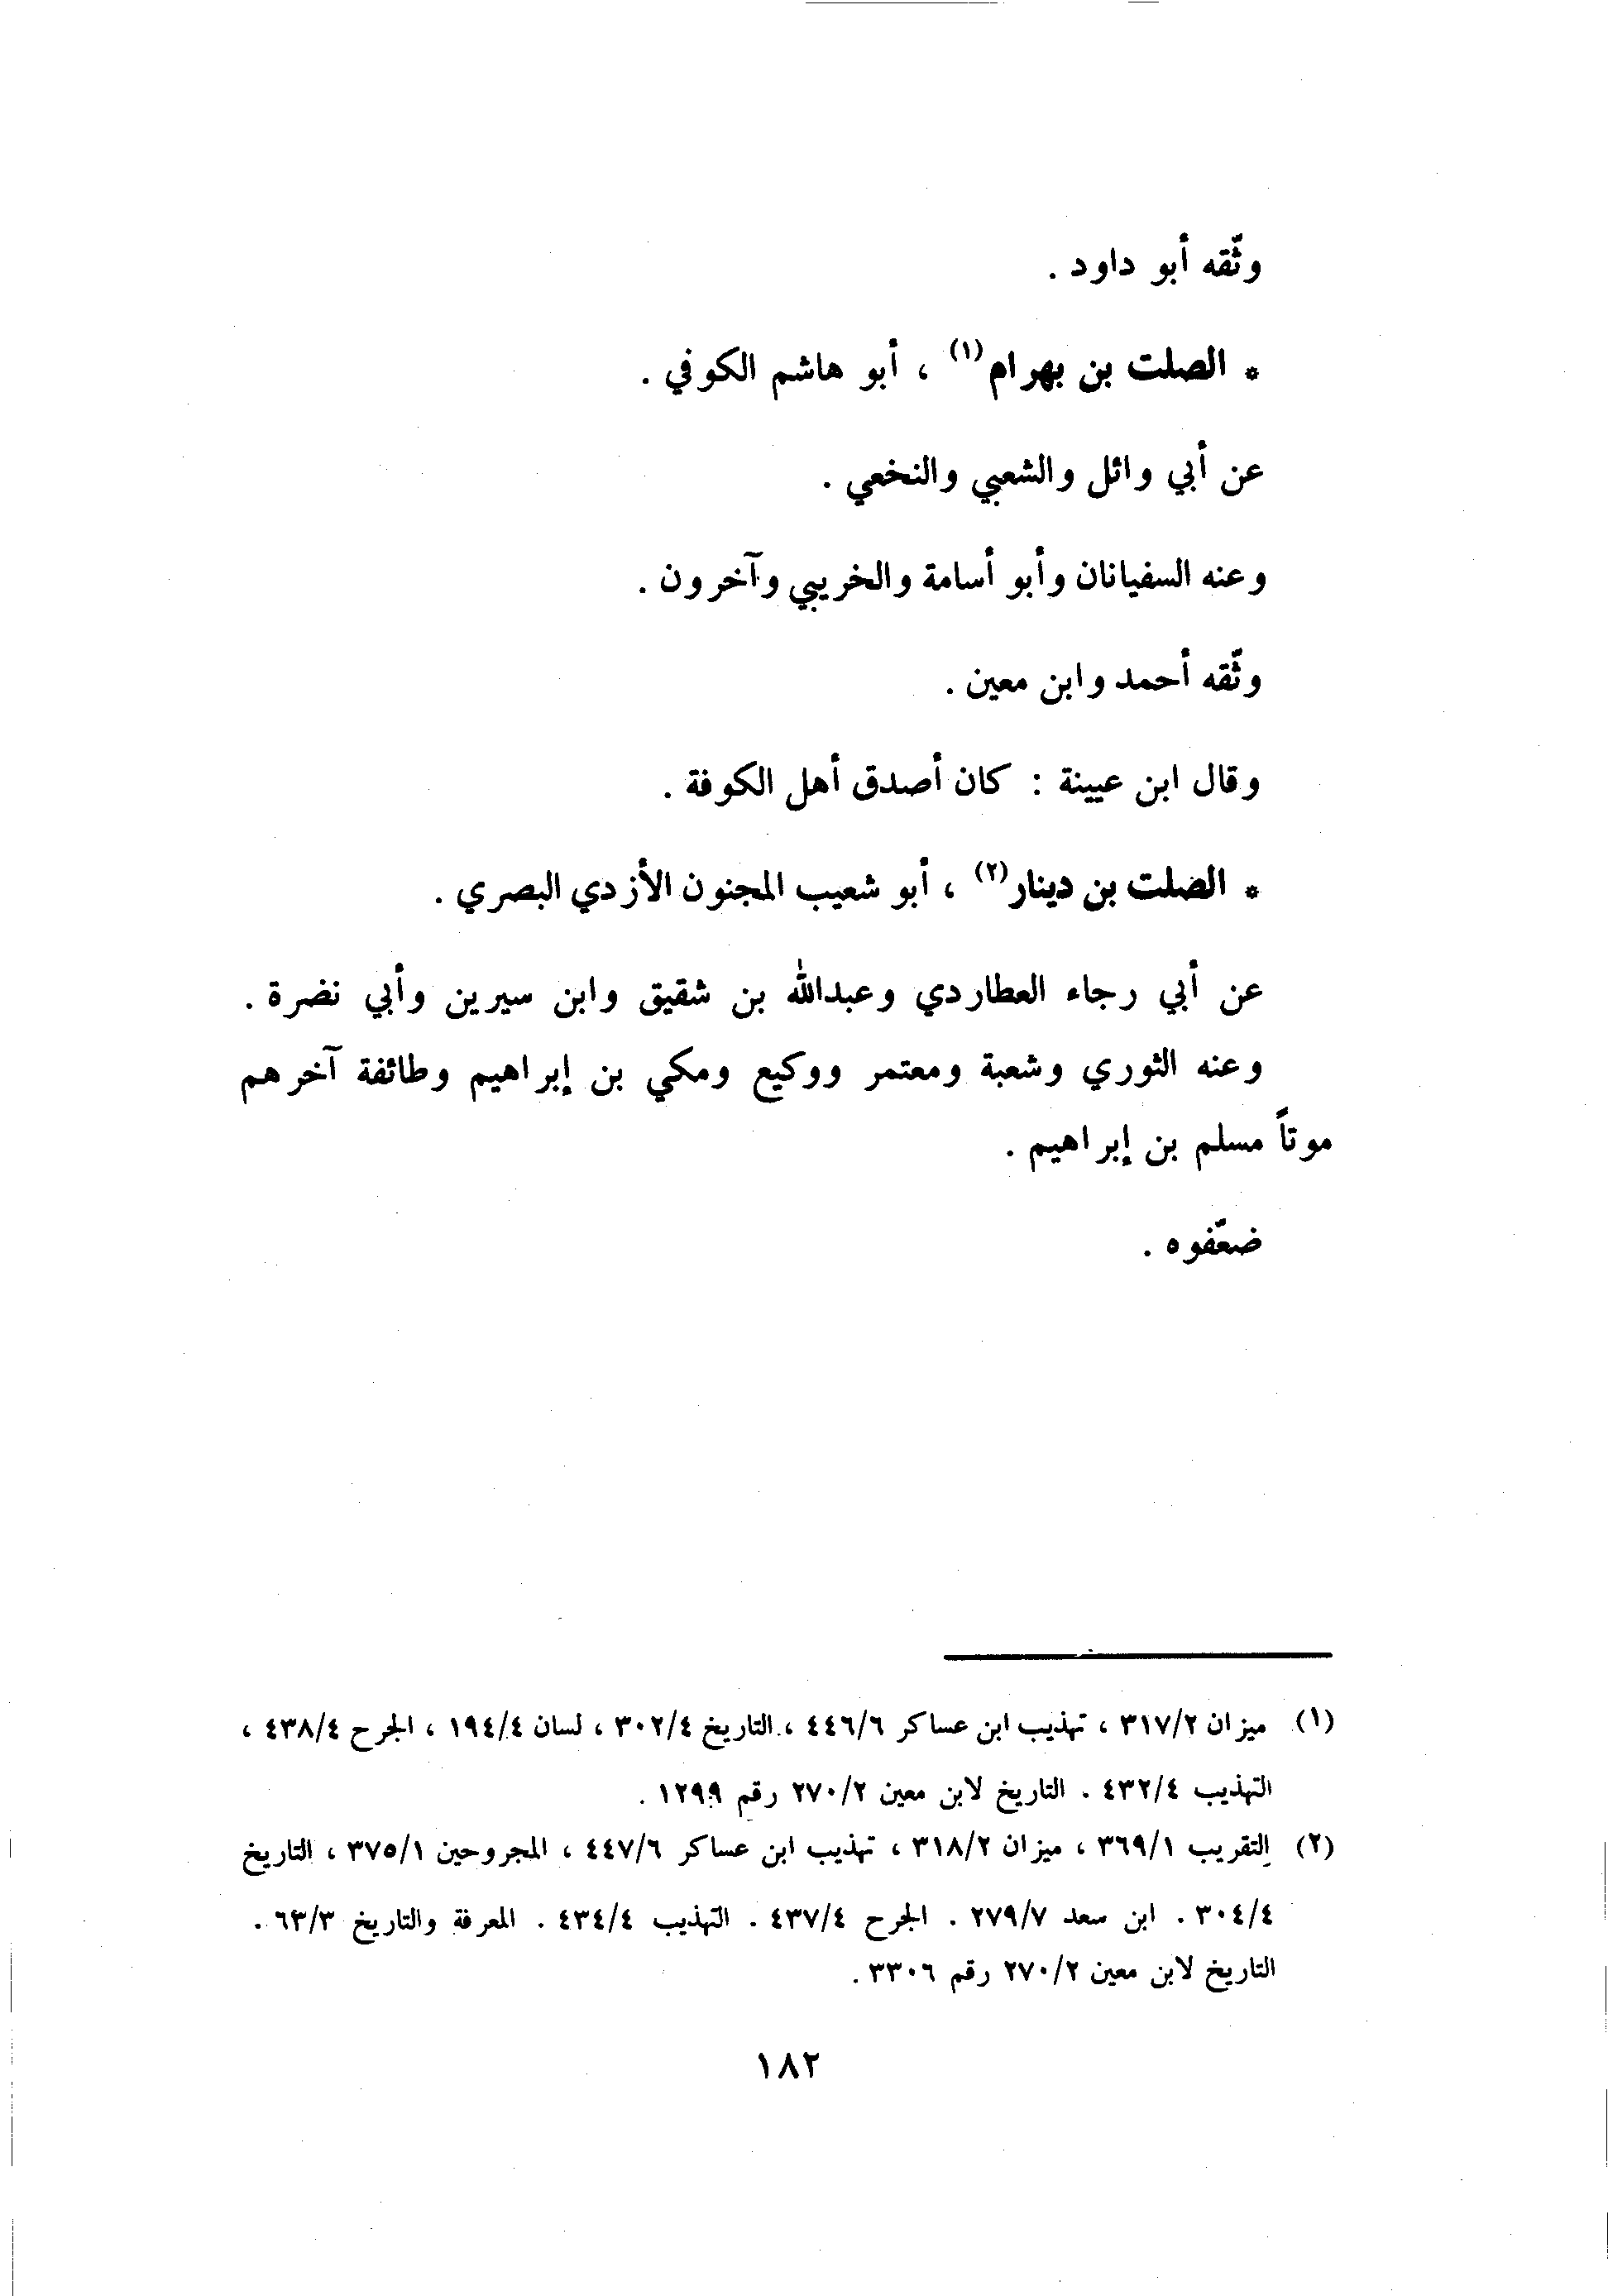 وثّقه أبو داود .
* الصلت بن بهرام(١) ، أبو هاشم الكوفي .
عن أبي وائل والشعبي والنخعي .
وعنه السفيانان وأبو أسامة والخريبي وآخرون .
وثّقه أحمد وابن معين .
وقال ابن عيينة : كان أصدق أهل الكوفة .
* الصلت بن دينار(٢) ، أبو شعيب المجنون الأزدي البصري .
عن أبي رجاء العطاردي وعبدالله بن شقيق وابن سيرين وأبي نضرة .
وعنه الثوري وشعبة ومعتمر ووكيع ومكي بن إبراهيم وطائفة آخرهم
موتاً مسلم بن إبراهيم .
ضعّفوه .
(١) ميزان ٣١٧/٢ ، تهذيب ابن عساكر ٤٤٦/٦ ، التاريخ ٣٠٢/٤ ، لسان ١٩٤/٤ ، الجرح ٤٣٨/٤ ،
التهذيب ٤٣٢/٤ . التاريخ لابن معين ٢٧٠/٢ رقم ١٢٩٩ .
(٢) التقريب ٣٦٩/١ ، ميزان ٣١٨/٢ ، تهذيب ابن عساكر ٤٤٧/٦ ، المجروحين ٣٧٥/١ ، التاريخ
٣٠٤/٤ . ابن سعد ٢٧٩/٧ . الجرح ٤٣٧/٤ . التهذيب ٤٣٤/٤ . المعرفة والتاريخ ٦٣/٣ .
التاريخ لابن معين ٢٧٠/٢ رقم ٣٣٠٦ .
١٨٢